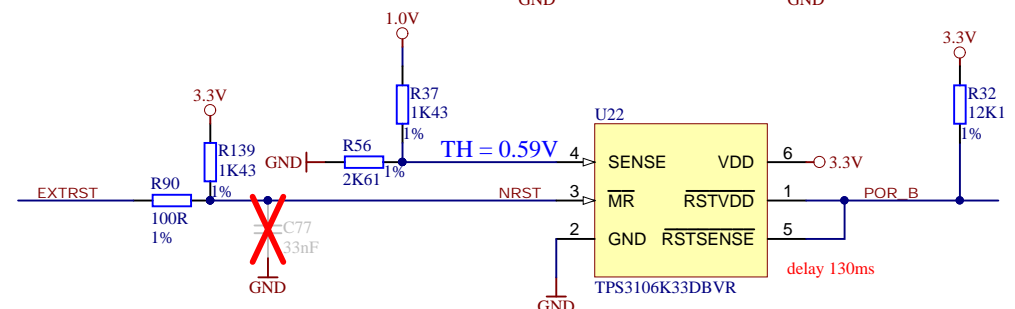 GND
GND
1.0V
3.3V
3.3V
R37
1K43
1%
R32
12K1
1%
U22
R139
1K43
1%
R56
GND
2K61
1%
TH = 0.59V
4
SENSE
VDD
6
3.3V
EXTRST
R90
100R
1%
NRST
3
MR
RSTVDD
1
POR_B
C77
33nF
2
GND
RSTSENSE
5
delay 130ms
GND
TPS3106K33DBVR
GND